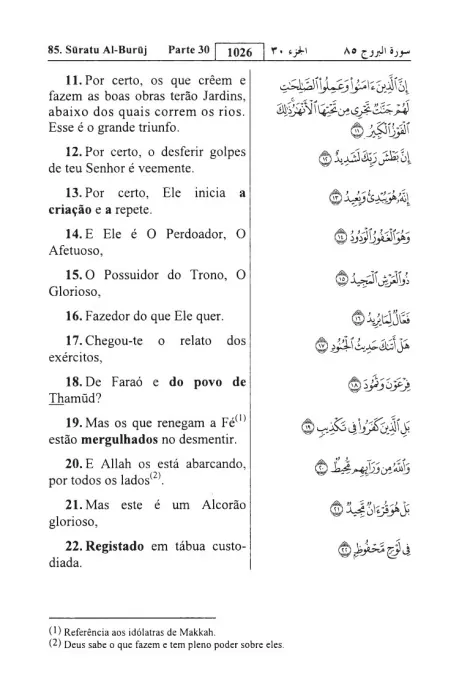 85. Sūratu Al-Burūj Parte 30 1026 الجزء ٣٠ سورة البروج ٨٥
11. Por certo, os que crêem e
fazem as boas obras terão Jardins,
abaixo dos quais correm os rios.
Esse é o grande triunfo.
إِنَّ ٱلَّذِينَ ءَامَنُوا۟ وَعَمِلُوا۟ ٱلصَّٰلِحَٰتِ
لَهُمْ جَنَّٰتٌ تَجْرِى مِن تَحْتِهَا ٱلْأَنْهَٰرُ ذَٰلِكَ
ٱلْفَوْزُ ٱلْكَبِيرُ ١١
12. Por certo, o desferir golpes
de teu Senhor é veemente.
إِنَّ بَطْشَ رَبِّكَ لَشَدِيدٌ ١٢
13. Por certo, Ele inicia a
criação e a repete.
إِنَّهُۥ هُوَ يُبْدِئُ وَيُعِيدُ ١٣
14. E Ele é O Perdoador, O
Afetuoso,
وَهُوَ ٱلْغَفُورُ ٱلْوَدُودُ ١٤
15. O Possuidor do Trono, O
Glorioso,
ذُو ٱلْعَرْشِ ٱلْمَجِيدُ ١٥
16. Fazedor do que Ele quer.
فَعَّالٌ لِّمَا يُرِيدُ ١٦
17. Chegou-te o relato dos
exércitos,
هَلْ أَتَىٰكَ حَدِيثُ ٱلْجُنُودِ ١٧
18. De Faraó e do povo de
Thamūd?
فِرْعَوْنَ وَثَمُودَ ١٨
19. Mas os que renegam a Fé(1)
estão mergulhados no desmentir.
بَلِ ٱلَّذِينَ كَفَرُوا۟ فِى تَكْذِيبٍ ١٩
20. E Allah os está abarcando,
por todos os lados(2).
وَٱللَّهُ مِن وَرَآئِهِم مُّحِيطٌۢ ٢٠
21. Mas este é um Alcorão
glorioso,
بَلْ هُوَ قُرْءَانٌ مَّجِيدٌ ٢١
22. Registado em tábua custo-
diada.
فِى لَوْحٍ مَّحْفُوظٍۭ ٢٢
(1) Referência aos idólatras de Makkah.
(2) Deus sabe o que fazem e tem pleno poder sobre eles.